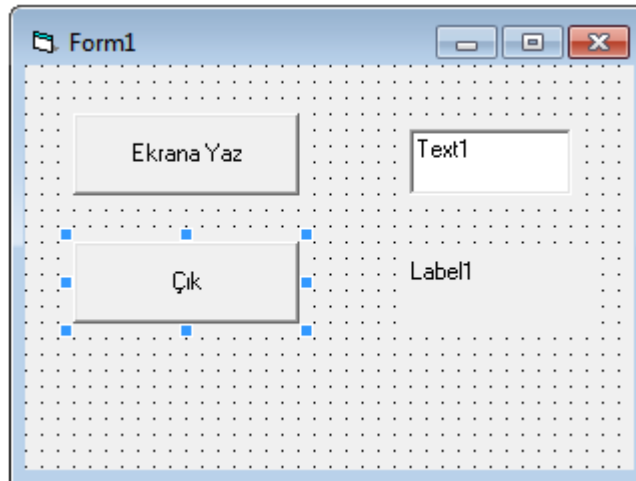 Form1
Ekrana Yaz
Text1
Çık
Label1